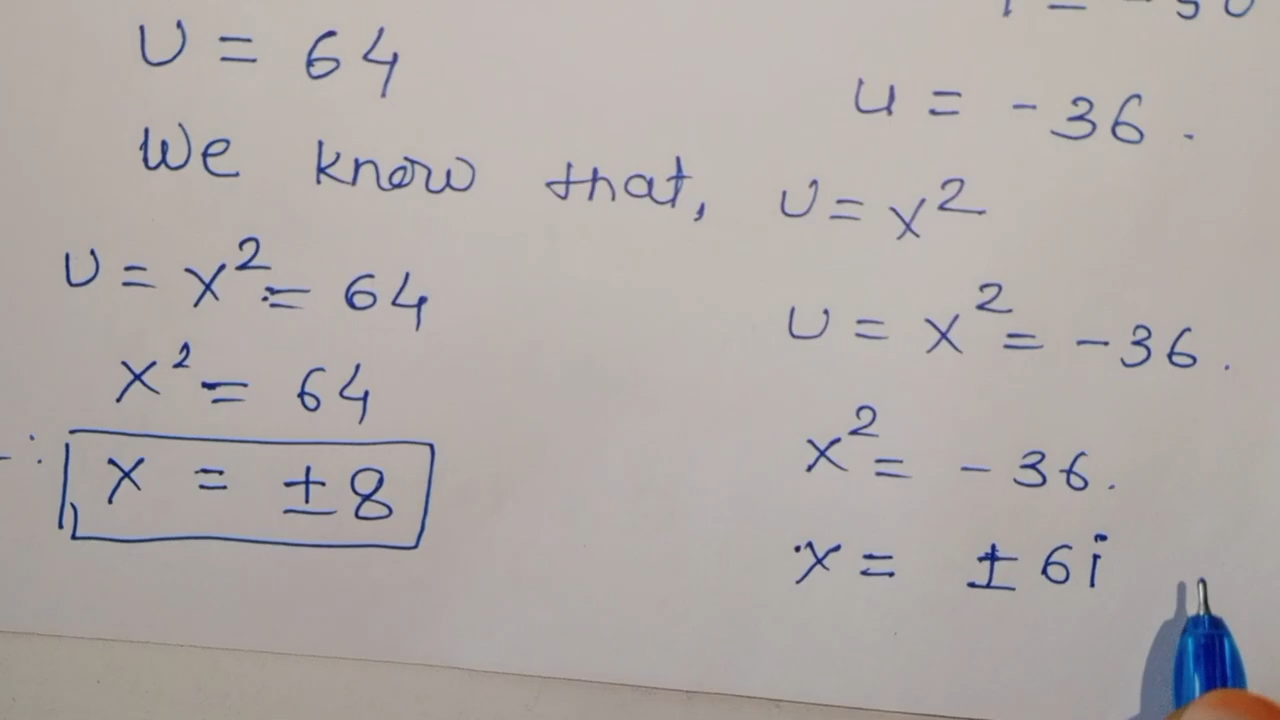 U = 64
We know that, U = x²
U = x² = 64
x² = 64
x = ±8
u = -36.
U = x² = -36.
x² = -36.
x = ±6i